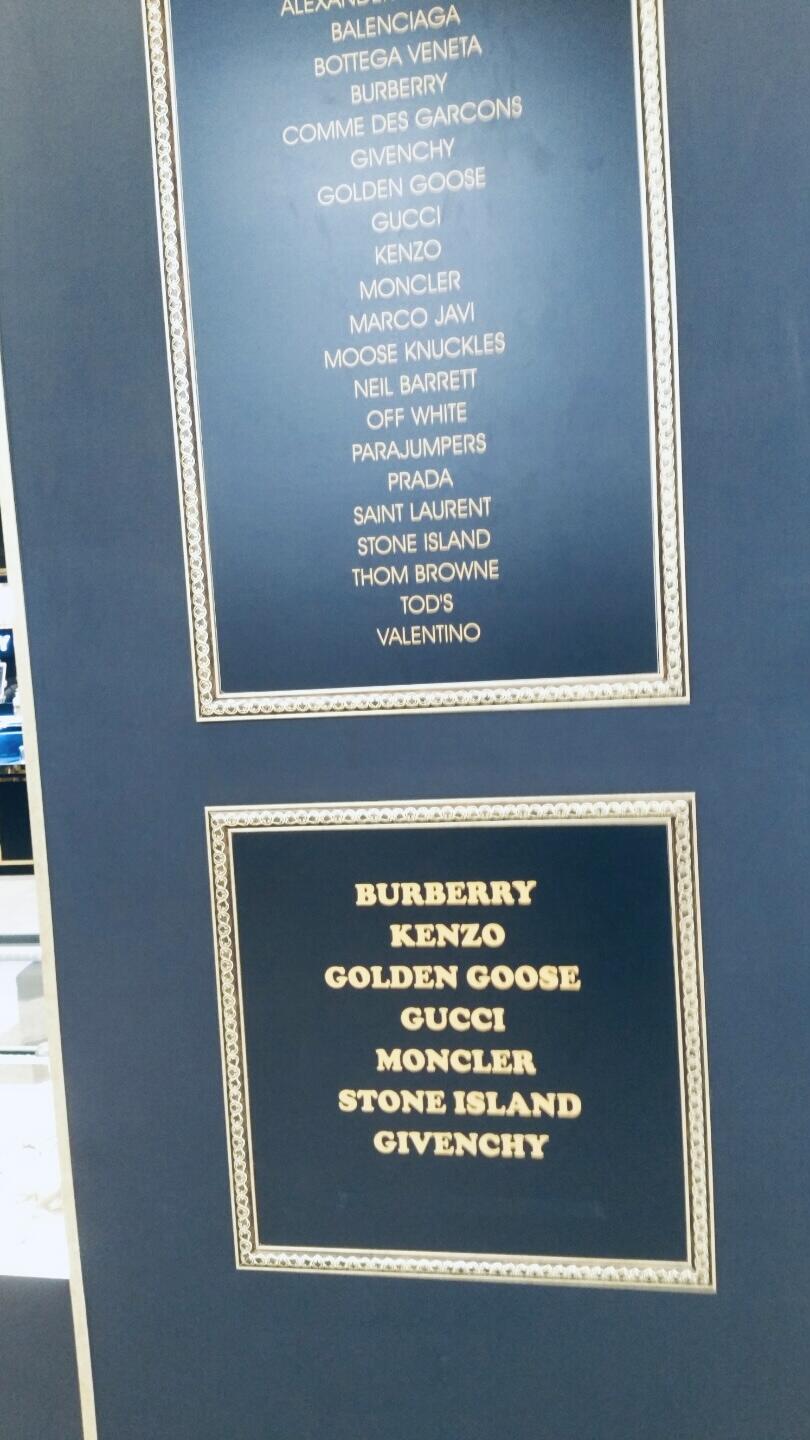 BALENCIAGA
BOTTEGA VENETA
BURBERRY
COMME DES GARCONS
GIVENCHY
GOLDEN GOOSE
GUCCI
KENZO
MONCLER
MARCO JAVI
MOOSE KNUCKLES
NEIL BARRETT
OFF WHITE
PARAJUMPERS
PRADA
SAINT LAURENT
STONE ISLAND
THOM BROWNE
TOD'S
VALENTINO
BURBERRY
KENZO
GOLDEN GOOSE
GUCCI
MONCLER
STONE ISLAND
GIVENCHY